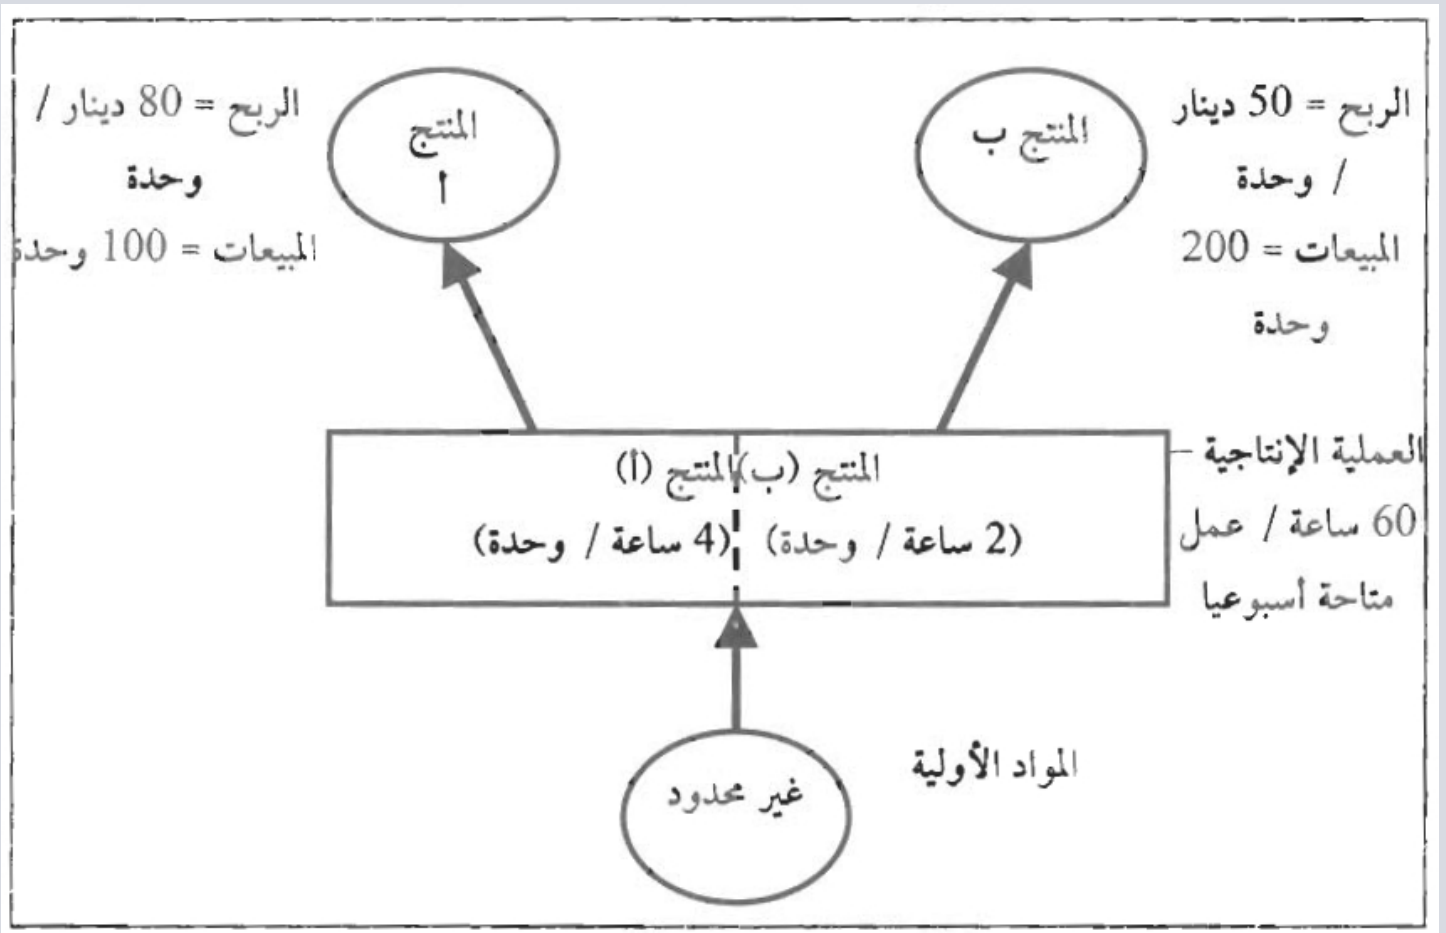 الربح = 50 دينار
/ وحدة
المبيعات = 200
وحدة
المنتج ب
المنتج
أ
الربح = 80 دينار /
وحدة
المبيعات = 100 وحدة
العملية الإنتاجية
60 ساعة / عمل
متاحة أسبوعيا
المنتج (ب)
(2 ساعة / وحدة)
المنتج (أ)
(4 ساعة / وحدة)
المواد الأولية
غير محدود